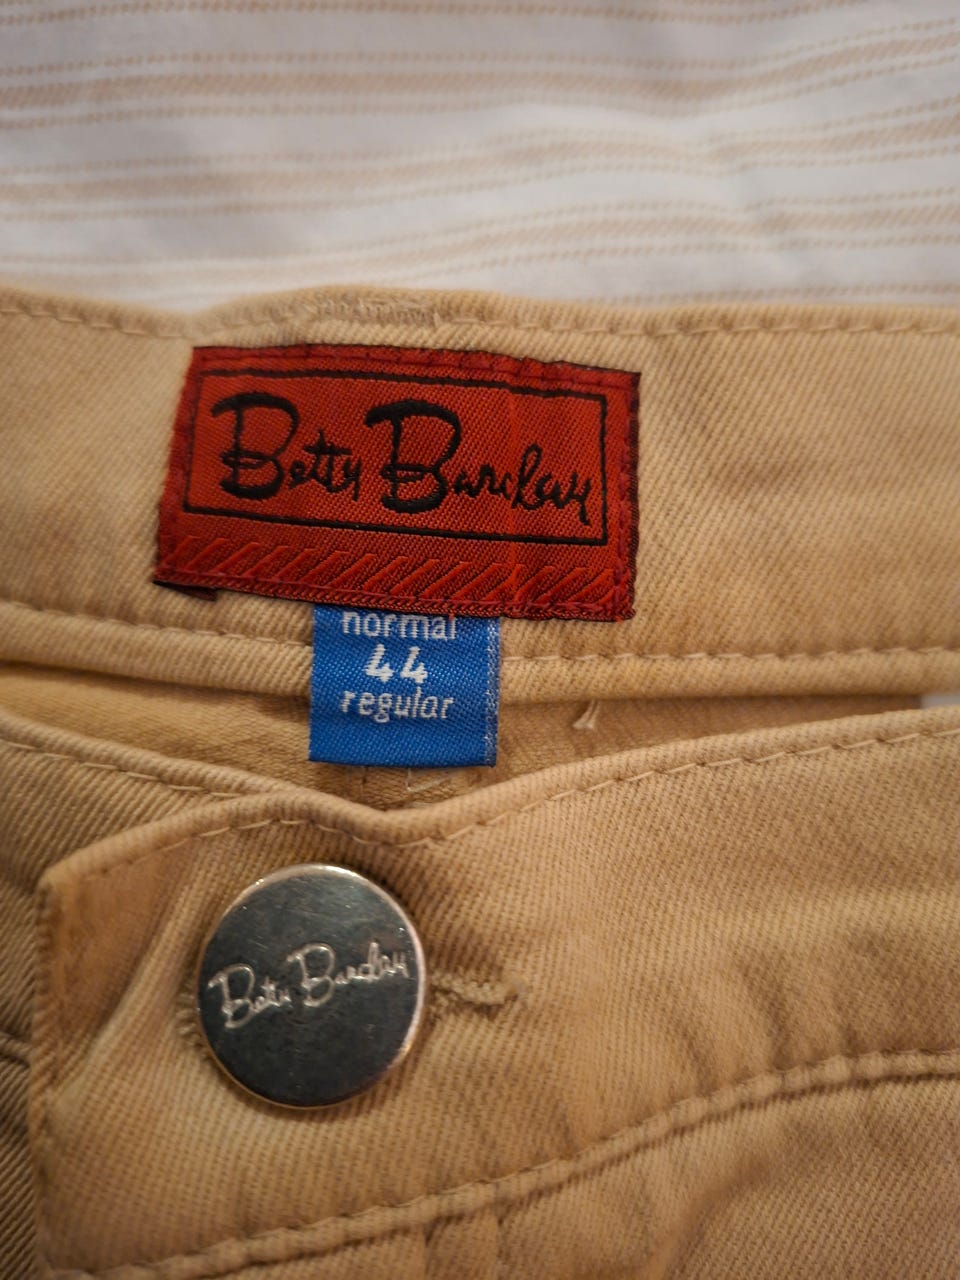 Betty Barclay
normal
44
regular
Betty Barclay